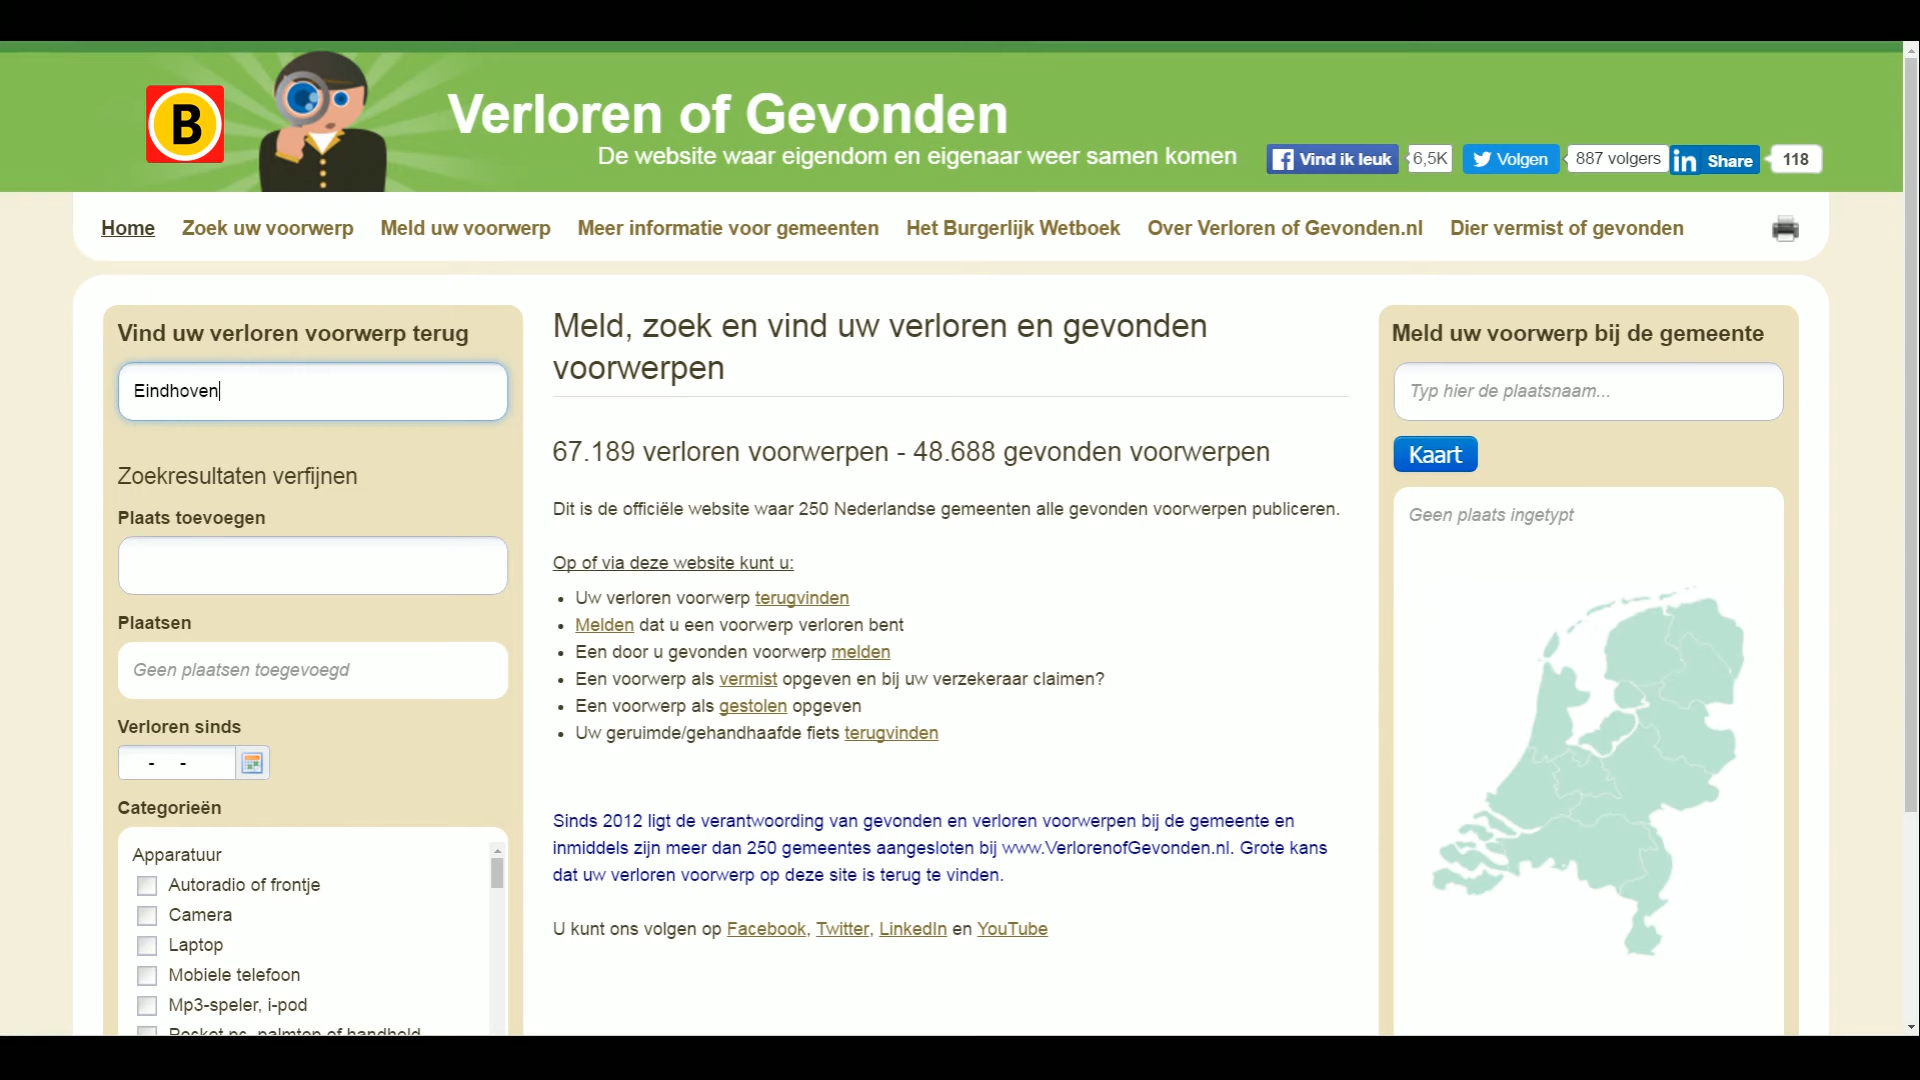 B
Verloren of Gevonden
De website waar eigendom en eigenaar weer samen komen
Vind ik leuk 6,5K Volgen 887 volgers in Share 118
Home Zoek uw voorwerp Meld uw voorwerp Meer informatie voor gemeenten Het Burgerlijk Wetboek Over Verloren of Gevonden.nl Dier vermist of gevonden
Vind uw verloren voorwerp terug
Eindhoven
Zoekresultaten verfijnen
Plaats toevoegen
Plaatsen
Geen plaatsen toegevoegd
Verloren sinds
- -
Categorieën
Apparatuur
Autoradio of frontje
Camera
Laptop
Mobiele telefoon
Mp3-speler, i-pod
Pocket pc, palmtop of handheld
Meld, zoek en vind uw verloren en gevonden
voorwerpen
67.189 verloren voorwerpen - 48.688 gevonden voorwerpen
Dit is de officiële website waar 250 Nederlandse gemeenten alle gevonden voorwerpen publiceren.
Op of via deze website kunt u:
• Uw verloren voorwerp terugvinden
• Melden dat u een voorwerp verloren bent
• Een door u gevonden voorwerp melden
• Een voorwerp als vermist opgeven en bij uw verzekeraar claimen?
• Een voorwerp als gestolen opgeven
• Uw geruimde/gehandhaafde fiets terugvinden
Sinds 2012 ligt de verantwoording van gevonden en verloren voorwerpen bij de gemeente en
inmiddels zijn meer dan 250 gemeentes aangesloten bij www.VerlorenofGevonden.nl. Grote kans
dat uw verloren voorwerp op deze site is terug te vinden.
U kunt ons volgen op Facebook, Twitter, LinkedIn en YouTube
Meld uw voorwerp bij de gemeente
Typ hier de plaatsnaam...
Kaart
Geen plaats ingetypt